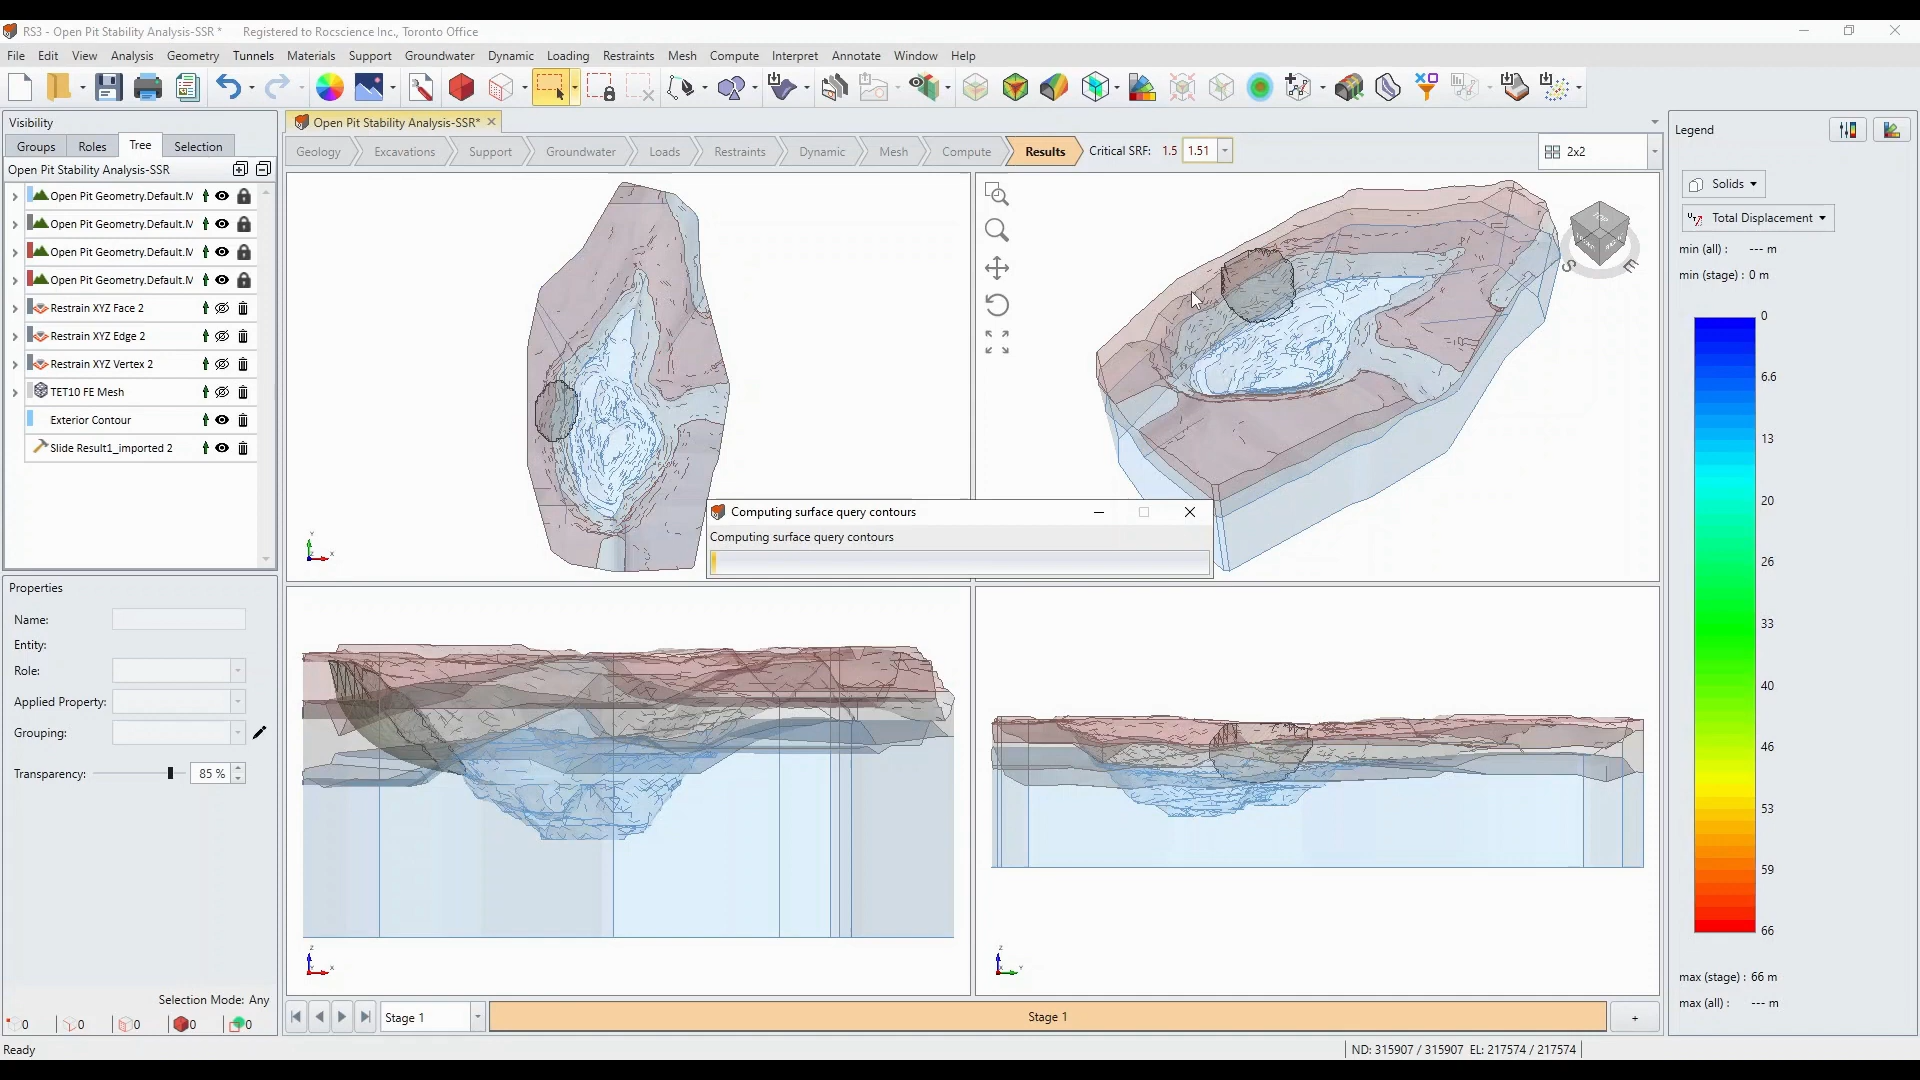 RS3 - Open Pit Stability Analysis-SSR * Registered to Rocscience Inc., Toronto Office
File Edit View Analysis Geometry Tunnels Materials Support Groundwater Dynamic Loading Restraints Mesh Compute Interpret Annotate Window Help
Visibility
Groups Roles Tree Selection
Open Pit Stability Analysis-SSR
Open Pit Geometry.Default.M
Open Pit Geometry.Default.M
Open Pit Geometry.Default.M
Open Pit Geometry.Default.M
Restrain XYZ Face 2
Restrain XYZ Edge 2
Restrain XYZ Vertex 2
TET10 FE Mesh
Exterior Contour
Slide Result1_imported 2
Properties
Name:
Entity:
Role:
Applied Property:
Grouping:
Transparency: 85 %
Selection Mode: Any
0 0 0 0 0
Ready
Open Pit Stability Analysis-SSR*
Geology Excavations Support Groundwater Loads Restraints Dynamic Mesh Compute Results Critical SRF: 1.5 1.51 2x2
TOP
S E
Y
X
Computing surface query contours
Computing surface query contours
Z
X
Z
Y
Stage 1 Stage 1 +
ND: 315907 / 315907 EL: 217574 / 217574
Legend
Solids
Total Displacement
min (all) : --- m
min (stage) : 0 m
0
6.6
13
20
26
33
40
46
53
59
66
max (stage) : 66 m
max (all) : --- m